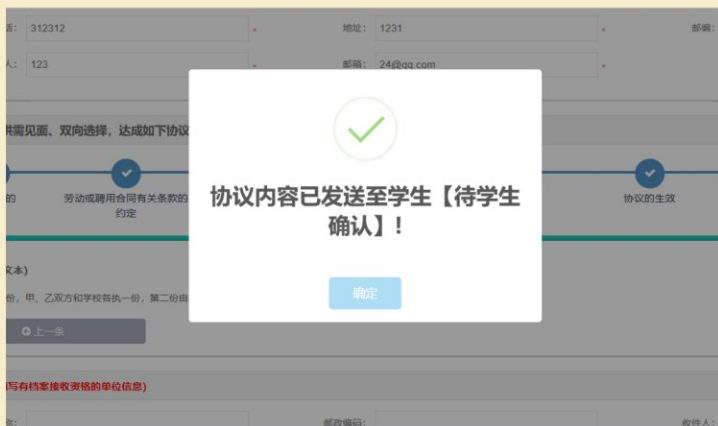 话： 312312 * 地址： 1231 * 邮编：
人： 123 * 邮箱： 24@qq.com *
供需见面、双向选择，达成如下协议
的 劳动或聘用合同有关条款的约定 协议的生效
协议内容已发送至学生【待学生
确认】！
文本)
份，甲、乙双方和学校各执一份，第二份由
确定
上一条
写有档案接收资格的单位信息)
邮政编码： 收件人：